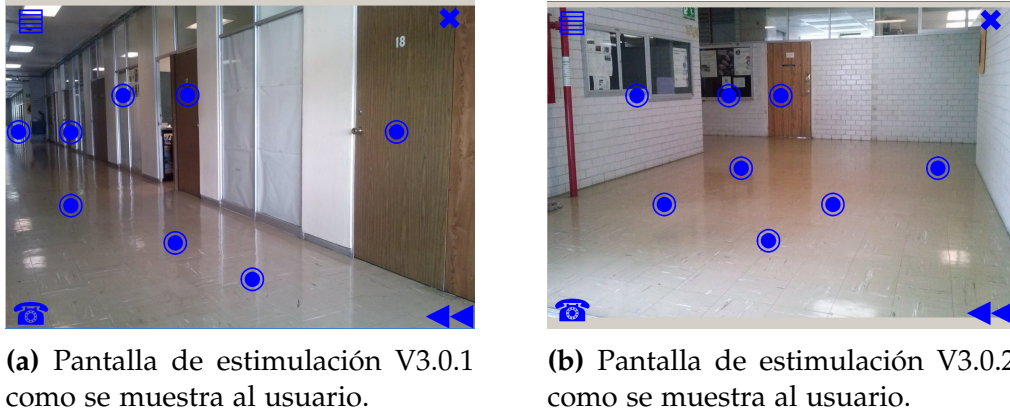 18
(a) Pantalla de estimulación V3.0.1
como se muestra al usuario.
(b) Pantalla de estimulación V3.0.2
como se muestra al usuario.